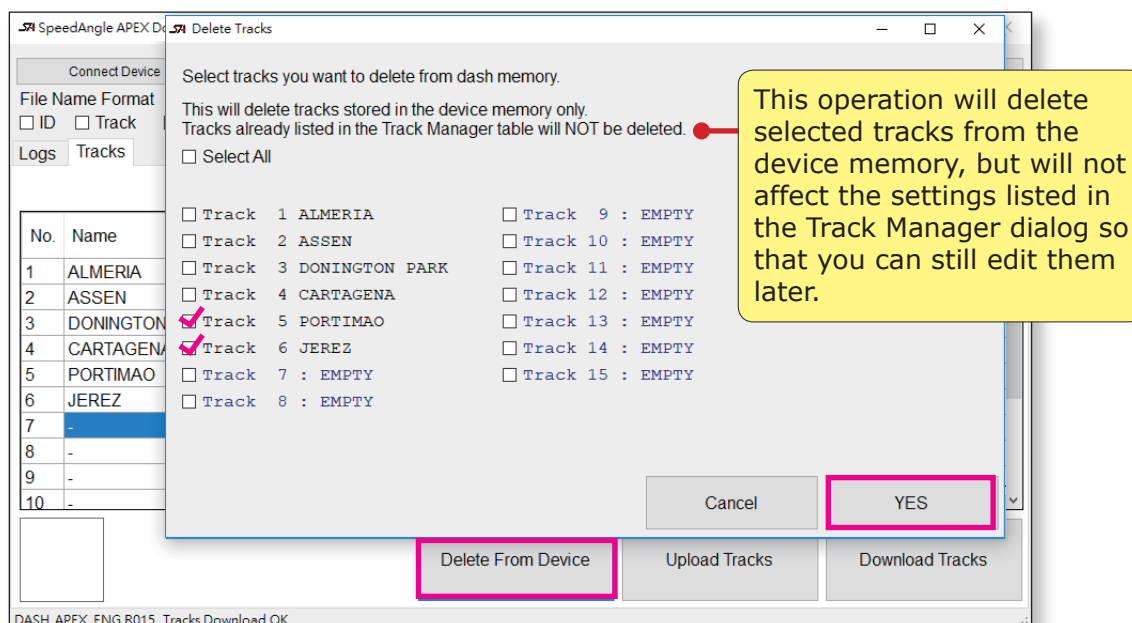 SpeedAngle APEX Do
Delete Tracks
Connect Device
File Name Format
ID Track
Logs Tracks
No. Name
1 ALMERIA
2 ASSEN
3 DONINGTON
4 CARTAGENA
5 PORTIMAO
6 JEREZ
7 -
8 -
9 -
10 -
Select tracks you want to delete from dash memory.
This will delete tracks stored in the device memory only.
Tracks already listed in the Track Manager table will NOT be deleted.
Select All
Track 1 ALMERIA
Track 2 ASSEN
Track 3 DONINGTON PARK
Track 4 CARTAGENA
Track 5 PORTIMAO
Track 6 JEREZ
Track 7 : EMPTY
Track 8 : EMPTY
Track 9 : EMPTY
Track 10 : EMPTY
Track 11 : EMPTY
Track 12 : EMPTY
Track 13 : EMPTY
Track 14 : EMPTY
Track 15 : EMPTY
Cancel YES
This operation will delete
selected tracks from the
device memory, but will not
affect the settings listed in
the Track Manager dialog so
that you can still edit them
later.
Delete From Device Upload Tracks Download Tracks
DASH APEX ENG R015 Tracks Download OK